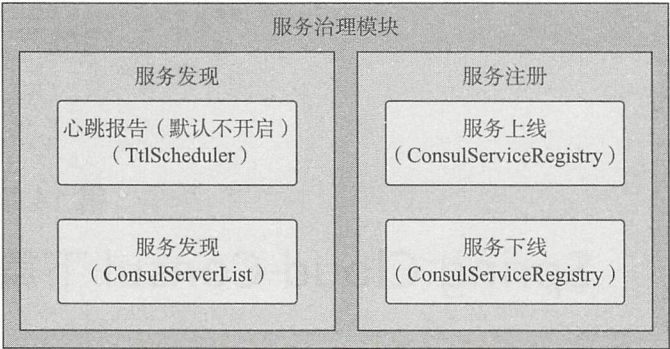 服务治理模块
服务发现
心跳报告（默认不开启）
（TtlScheduler）
服务发现
（ConsulServerList）
服务注册
服务上线
（ConsulServiceRegistry）
服务下线
（ConsulServiceRegistry）